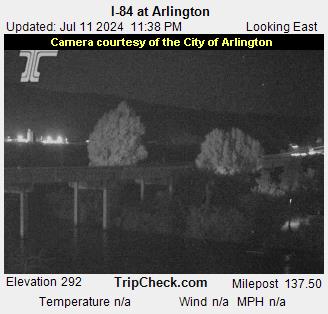 I-84 at Arlington
Updated: Jul 11 2024 11:38 PM Looking East
Camera courtesy of the City of Arlington
Elevation 292 TripCheck.com Milepost 137.50
Temperature n/a Wind n/a MPH n/a